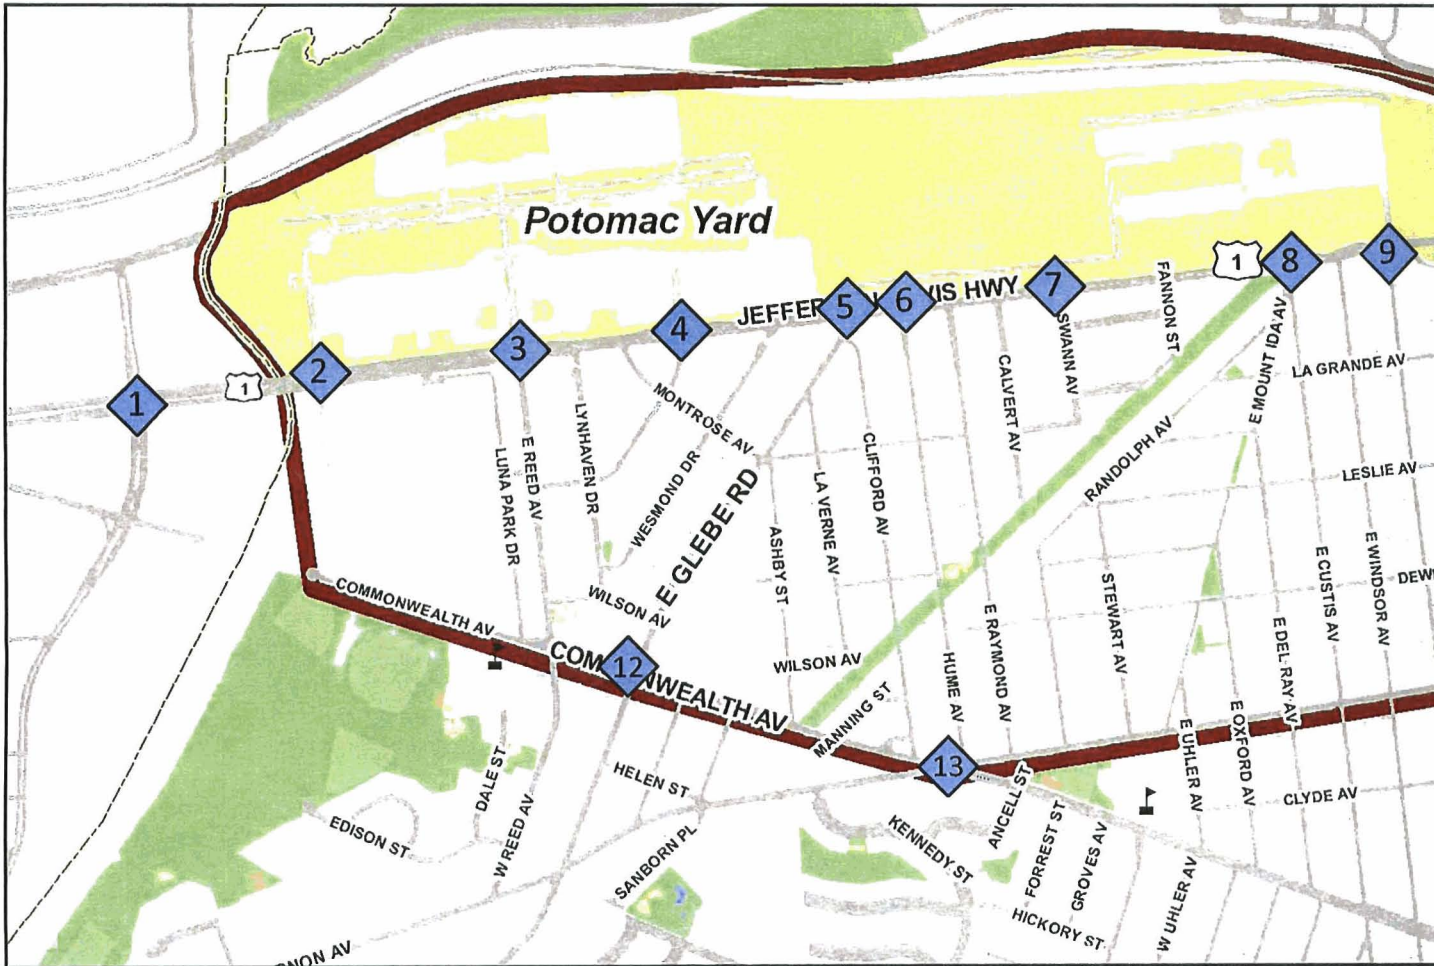 Potomac Yard
1
8
9
7
5
6
JEFFER
VIS HWY
4
3
2
1
1
FANNON ST
SWANN AV
E MOUNT IDA AV
LA GRANDE AV
CALVERT AV
MONTROSE AV
LYNHAVEN DR
E REED AV
LUNA PARK DR
WESMOND DR
E GLEBE RD
CLIFFORD AV
LA VERNE AV
ASHBY ST
RANDOLPH AV
LESLIE AV
E WINDSOR AV
E CUSTIS AV
DEW
STEWART AV
E RAYMOND AV
HUME AV
E DEL RAY AV
E OXFORD AV
E UHLER AV
COMMONWEALTH AV
WILSON AV
WILSON AV
12
COM
NWEALTH AV
MANNING ST
13
HELEN ST
DALE ST
W REED AV
EDISON ST
SANBORN PL
KENNEDY ST
ANCELL ST
FORREST ST
GROVES AV
CLYDE AV
HICKORY ST
W UHLER AV
NON AV